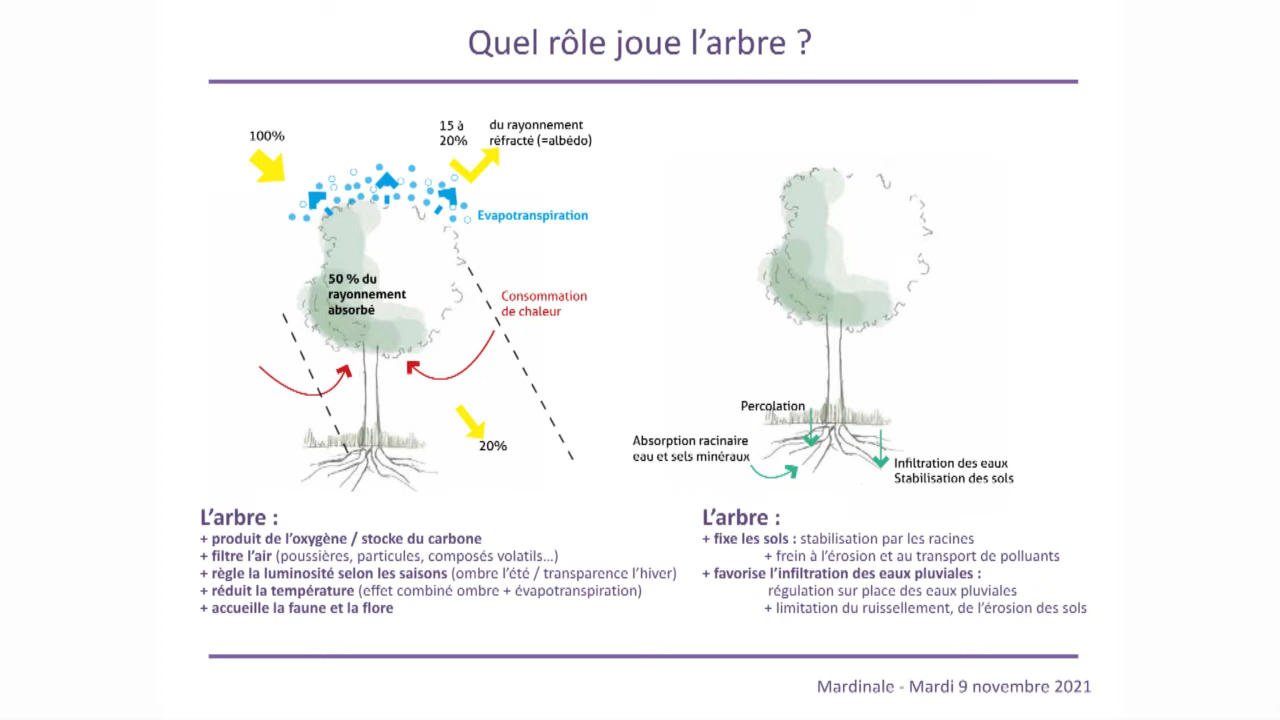 Quel rôle joue l’arbre ?
100%
15 à
20%
du rayonnement
réfracté (=albédo)
Evapotranspiration
50 % du
rayonnement
absorbé
Consommation
de chaleur
20%
Percolation
Absorption racinaire
eau et sels minéraux
Infiltration des eaux
Stabilisation des sols
L’arbre :
+ produit de l’oxygène / stocke du carbone
+ filtre l’air (poussières, particules, composés volatils...)
+ règle la luminosité selon les saisons (ombre l’été / transparence l’hiver)
+ réduit la température (effet combiné ombre + évapotranspiration)
+ accueille la faune et la flore
L’arbre :
+ fixe les sols : stabilisation par les racines
+ frein à l’érosion et au transport de polluants
+ favorise l’infiltration des eaux pluviales :
régulation sur place des eaux pluviales
+ limitation du ruissellement, de l’érosion des sols
Mardinale - Mardi 9 novembre 2021